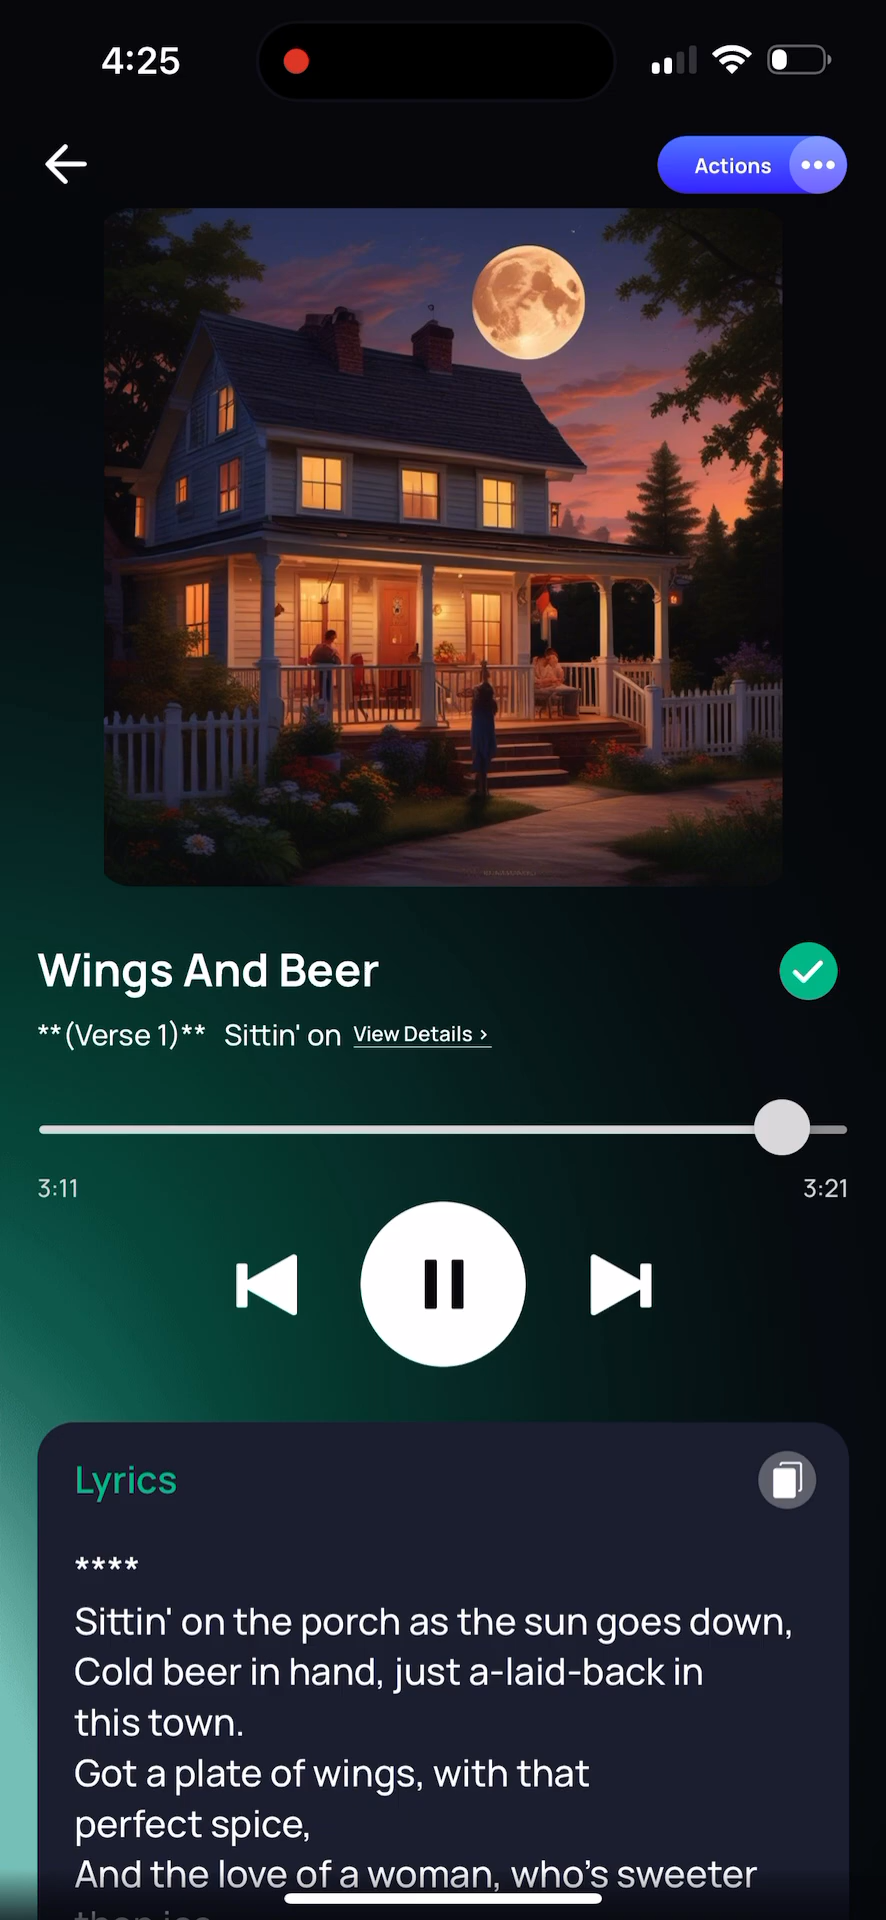 4:25
Actions
Wings And Beer
**(Verse 1)** Sittin' on View Details >
3:11
3:21
Lyrics
****
Sittin' on the porch as the sun goes down,
Cold beer in hand, just a-laid-back in
this town.
Got a plate of wings, with that
perfect spice,
And the love of a woman, who's sweeter